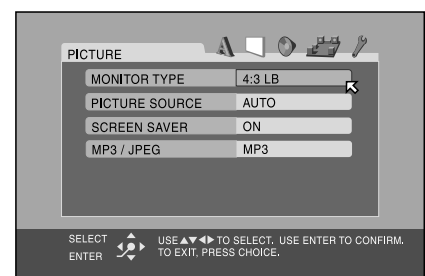 PICTURE
MONITOR TYPE 4:3 LB
PICTURE SOURCE AUTO
SCREEN SAVER ON
MP3 / JPEG MP3
SELECT
ENTER
USE▲▼◀▶ TO SELECT. USE ENTER TO CONFIRM.
TO EXIT, PRESS CHOICE.